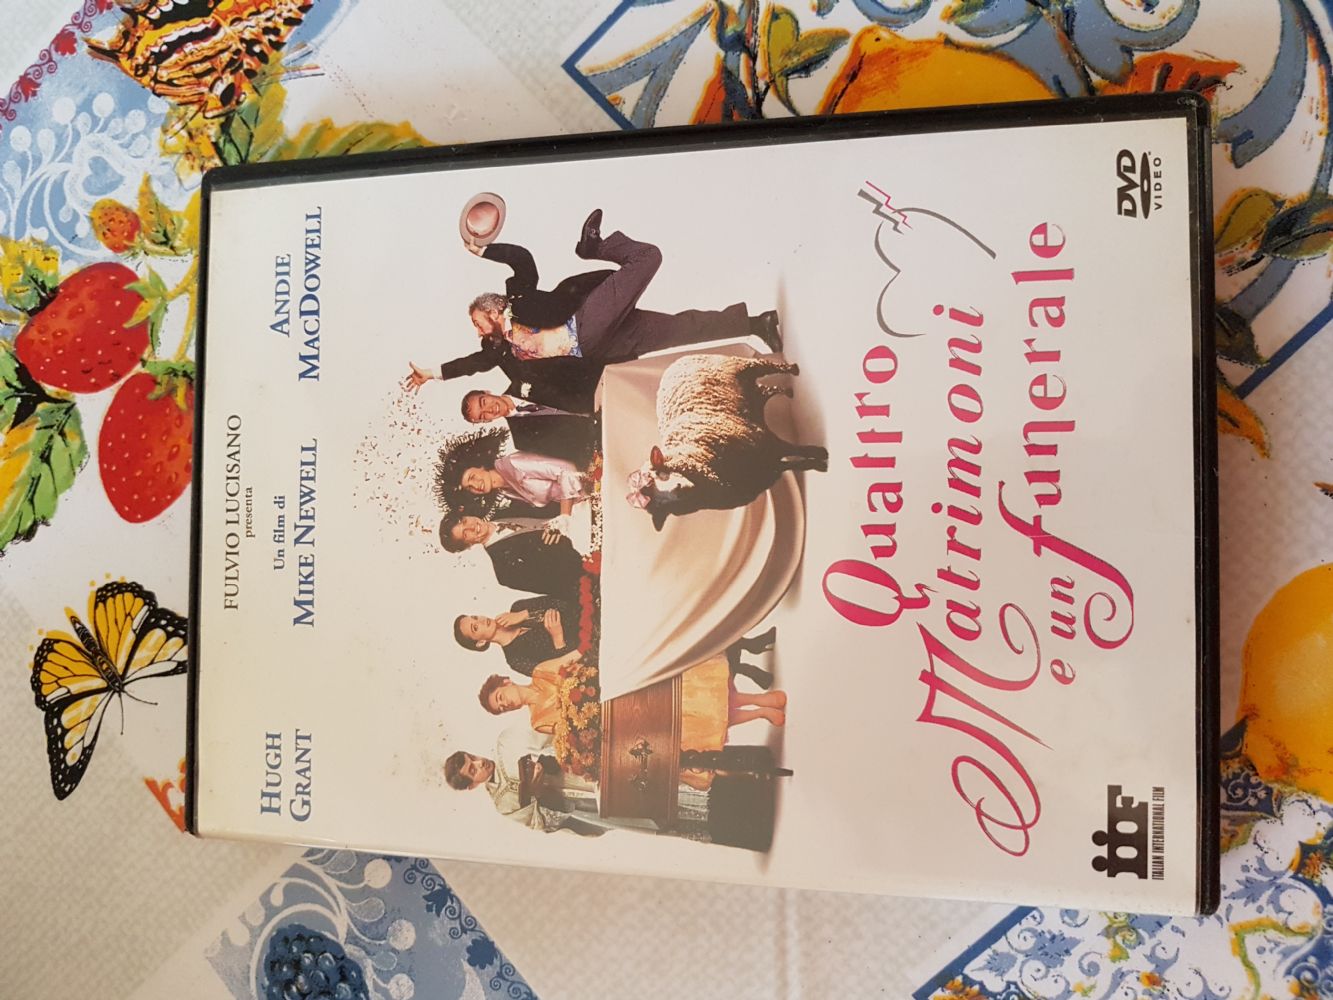 FULVIO LUCISANO
presenta
HUGH
GRANT
Un film di
MIKE NEWELL
ANDIE
MACDOWELL
Quattro
Matrimoni
e un funerale
iiF
ITALIAN INTERNATIONAL FILM
DVD
VIDEO